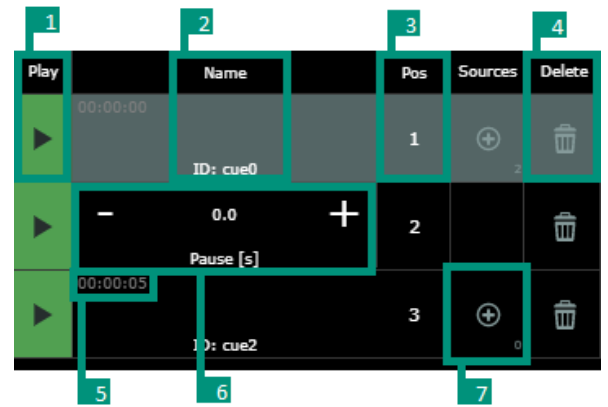 1 2 3 4
Play Name Pos Sources Delete
00:00:00
1
ID: cue0 2
- 0.0 + 2
Pause [s]
00:00:05
3
ID: cue2 0
5 6 7